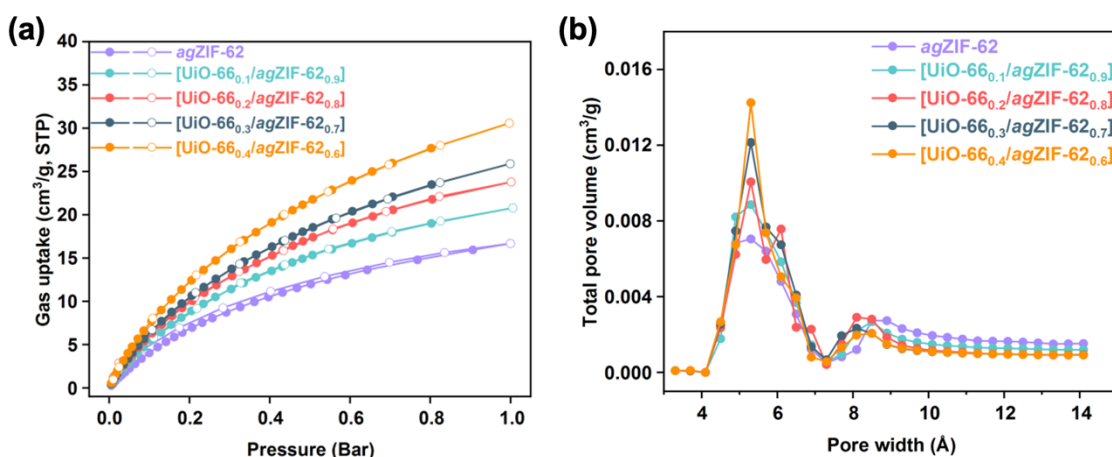 (a)
40
35
30
25
20
15
10
5
0
Gas uptake (cm³/g, STP)
agZIF-62
[UiO-66₀.₁/agZIF-62₀.₉]
[UiO-66₀.₂/agZIF-62₀.₈]
[UiO-66₀.₃/agZIF-62₀.₇]
[UiO-66₀.₄/agZIF-62₀.₆]
0.0 0.2 0.4 0.6 0.8 1.0
Pressure (Bar)
(b)
0.016
0.012
0.008
0.004
0.000
Total pore volume (cm³/g)
agZIF-62
[UiO-66₀.₁/agZIF-62₀.₉]
[UiO-66₀.₂/agZIF-62₀.₈]
[UiO-66₀.₃/agZIF-62₀.₇]
[UiO-66₀.₄/agZIF-62₀.₆]
4 6 8 10 12 14
Pore width (Å)